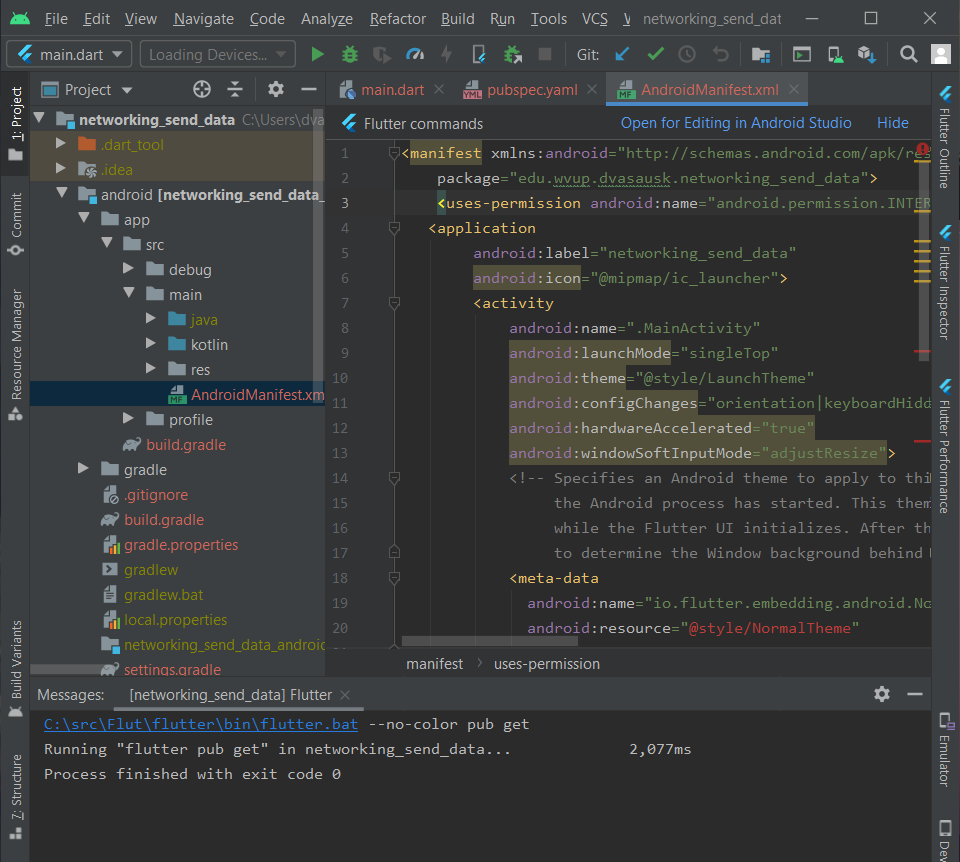 File Edit View Navigate Code Analyze Refactor Build Run Tools VCS networking_send_dat
main.dart Loading Devices... Git:
1: Project
Commit
Resource Manager
Build Variants
7: Structure
Project
networking_send_data C:\Users\dva
.dart_tool
.idea
android [networking_send_data_
app
src
debug
main
java
kotlin
res
AndroidManifest.xm
profile
build.gradle
gradle
.gitignore
build.gradle
gradle.properties
gradlew
gradlew.bat
local.properties
networking_send_data_android
settings.gradle
main.dart pubspec.yaml AndroidManifest.xml
Flutter commands Open for Editing in Android Studio Hide
1 <manifest xmlns:android="http://schemas.android.com/apk/res
2 package="edu.wvup.dvasausk.networking_send_data">
3 <uses-permission android:name="android.permission.INTER
4 <application
5 android:label="networking_send_data"
6 android:icon="@mipmap/ic_launcher">
7 <activity
8 android:name=".MainActivity"
9 android:launchMode="singleTop"
10 android:theme="@style/LaunchTheme"
11 android:configChanges="orientation|keyboardHidd
12 android:hardwareAccelerated="true"
13 android:windowSoftInputMode="adjustResize">
14 <!-- Specifies an Android theme to apply to thi
15 the Android process has started. This them
16 while the Flutter UI initializes. After th
17 to determine the Window background behind
18 <meta-data
19 android:name="io.flutter.embedding.android.No
20 android:resource="@style/NormalTheme"
manifest › uses-permission
Flutter Outline
Flutter Inspector
Flutter Performance
Emulator
Dev
Messages: [networking_send_data] Flutter
C:\src\Flut\flutter\bin\flutter.bat --no-color pub get
Running "flutter pub get" in networking_send_data... 2,077ms
Process finished with exit code 0